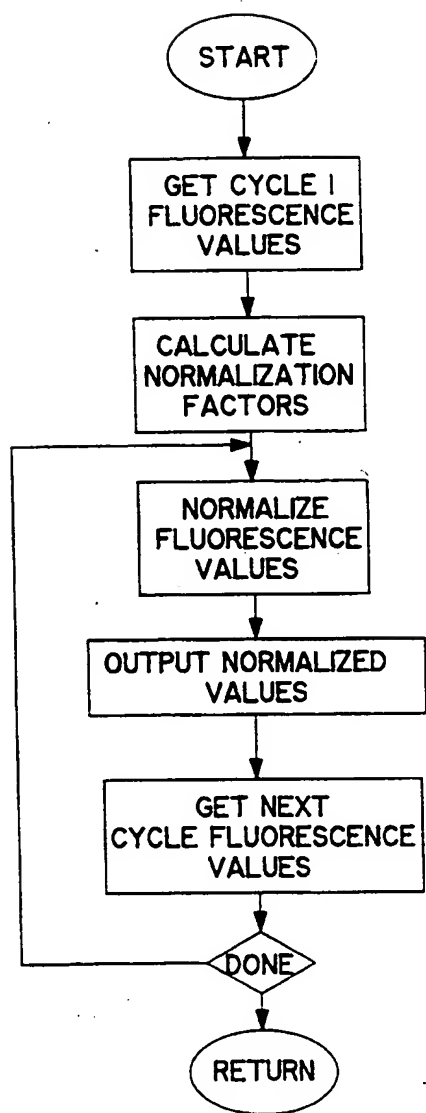 START
GET CYCLE 1
FLUORESCENCE
VALUES
CALCULATE
NORMALIZATION
FACTORS
NORMALIZE
FLUORESCENCE
VALUES
OUTPUT NORMALIZED
VALUES
GET NEXT
CYCLE FLUORESCENCE
VALUES
DONE
RETURN